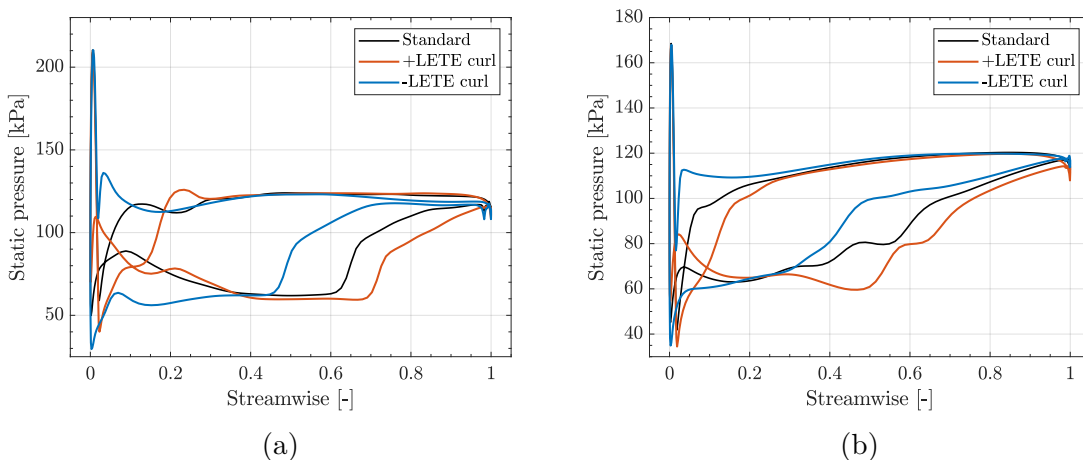 Static pressure [kPa]
200
150
100
50
Standard
+LETE curl
-LETE curl
0 0.2 0.4 0.6 0.8 1
Streamwise [-]
(a)
Static pressure [kPa]
180
160
140
120
100
80
60
40
Standard
+LETE curl
-LETE curl
0 0.2 0.4 0.6 0.8 1
Streamwise [-]
(b)